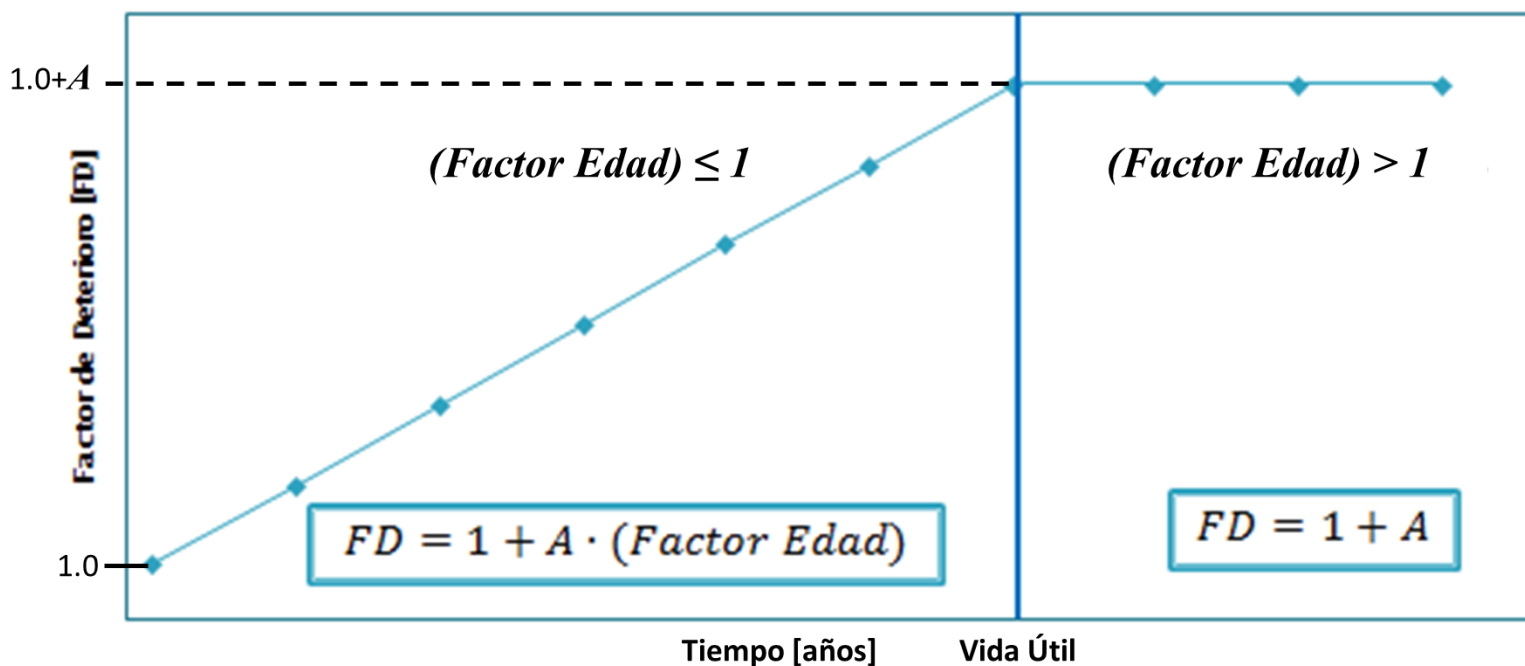 1.0+A
(Factor Edad) ≤ 1
(Factor Edad) > 1
Factor de Deterioro [FD]
FD = 1 + A · (Factor Edad)
FD = 1 + A
1.0
Tiempo [años]
Vida Útil